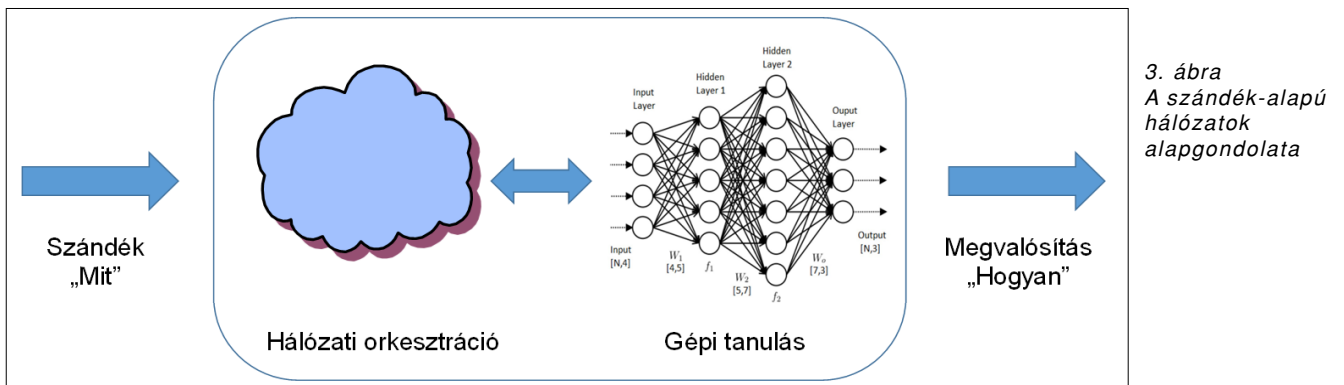 Szándék
„Mit”
Hálózati orkesztráció
Input
Layer
Hidden
Layer 1
Hidden
Layer 2
Ouput
Layer
Input
[N,4]
W₁
[4,5]
f₁
W₂
[5,7]
f₂
Wₒ
[7,3]
Output
[N,3]
Gépi tanulás
Megvalósítás
„Hogyan”
3. ábra
A szándék-alapú
hálózatok
alapgondolata